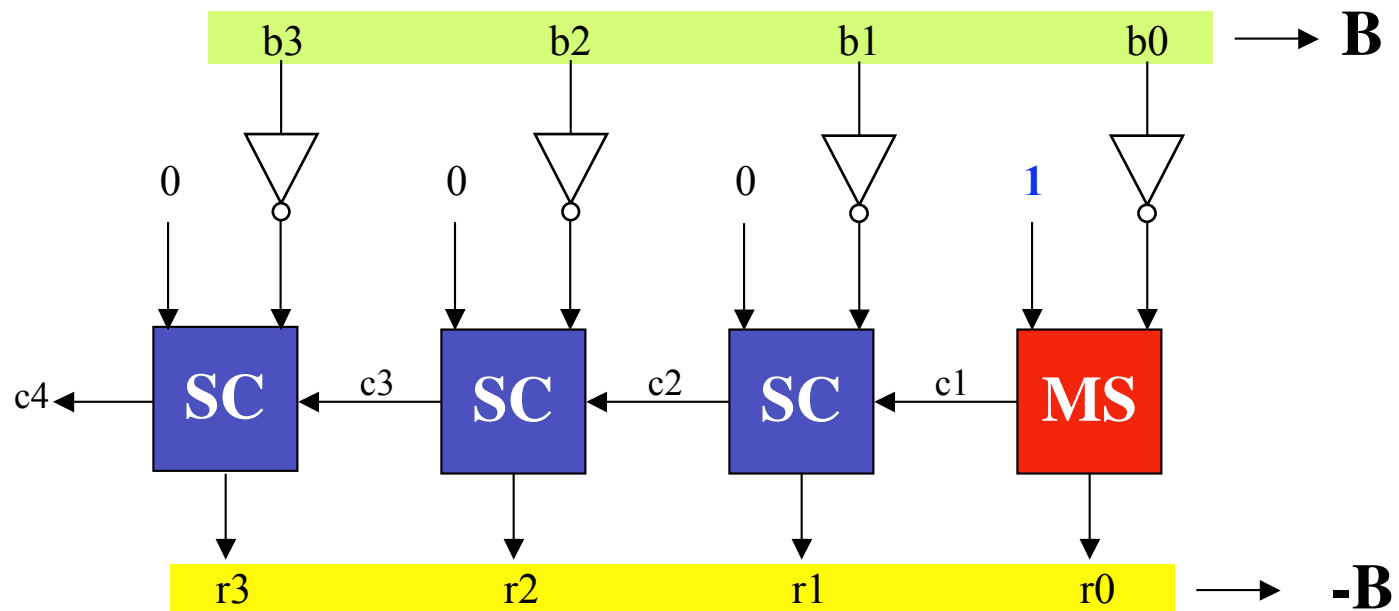 b3 b2 b1 b0 B
0 0 0 1
SC SC SC MS
c4 c3 c2 c1
r3 r2 r1 r0 -B